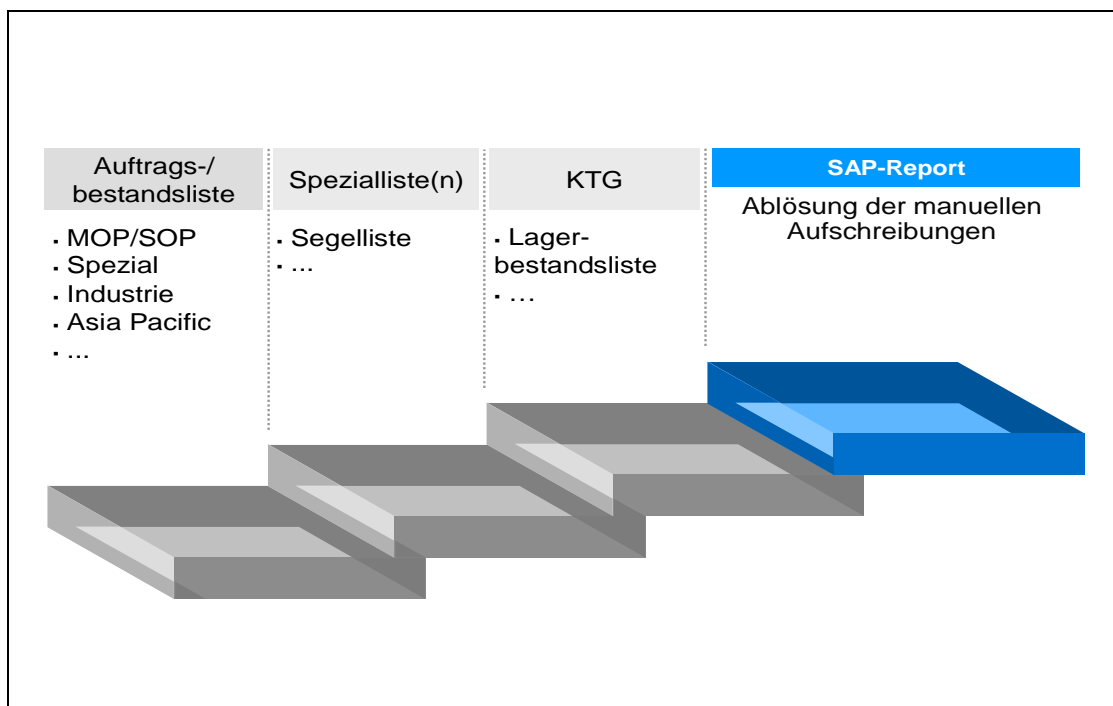 Auftrags-/
bestandsliste
▪ MOP/SOP
▪ Spezial
▪ Industrie
▪ Asia Pacific
▪ ...
Spezialliste(n)
▪ Segelliste
▪ ...
KTG
▪ Lager-
bestandsliste
▪ …
SAP-Report
Ablösung der manuellen
Aufschreibungen